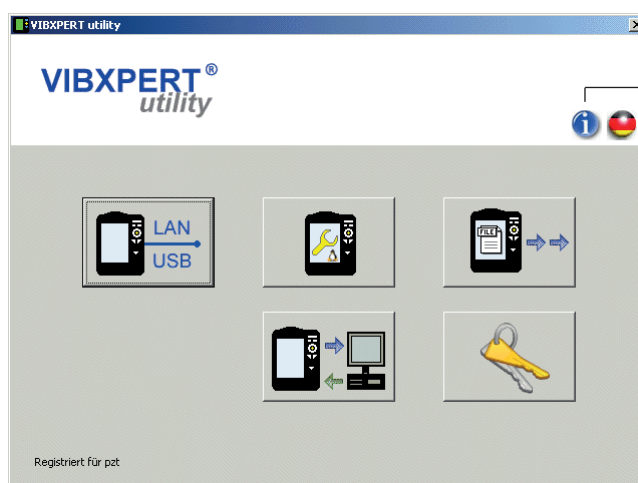 VIBXPERT utility
VIBXPERT®
utility
i
LAN
USB
FILE
Registriert für pzt